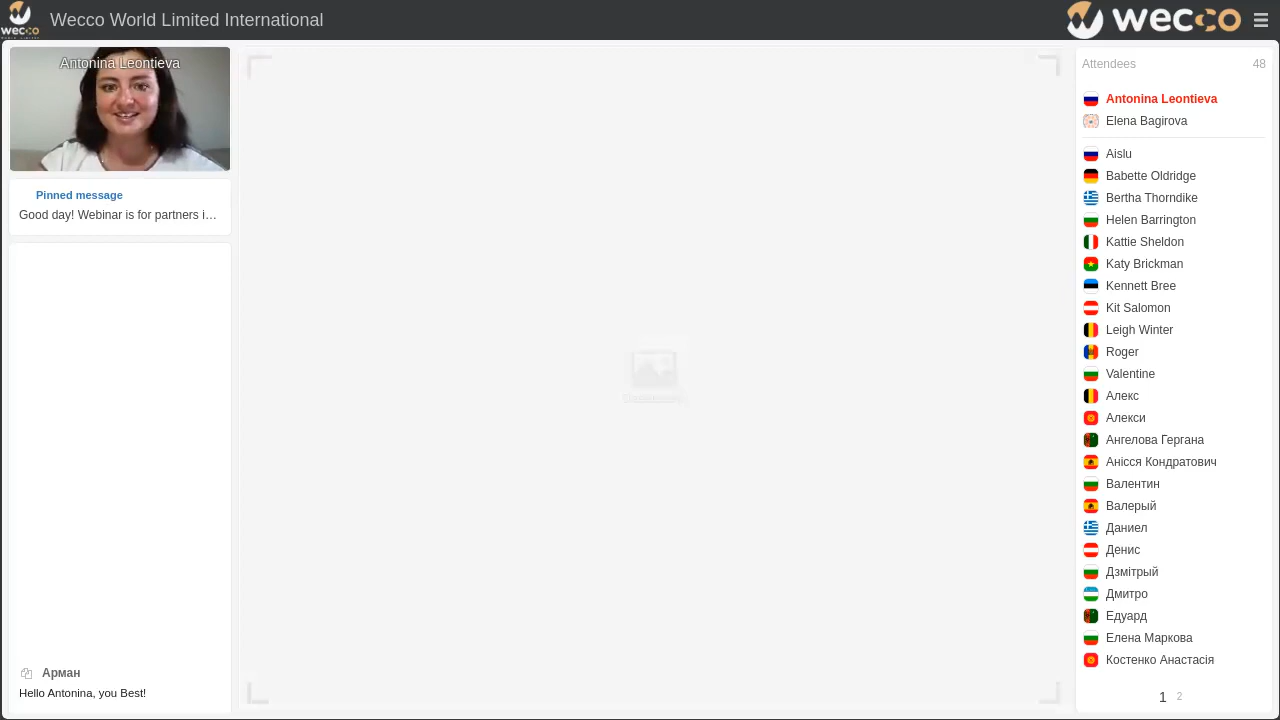 wecco
Wecco World Limited International
wecco
Antonina Leontieva
Pinned message
Good day! Webinar is for partners i…
Арман
Hello Antonina, you Best!
Attendees 48
Antonina Leontieva
Elena Bagirova
Aislu
Babette Oldridge
Bertha Thorndike
Helen Barrington
Kattie Sheldon
Katy Brickman
Kennett Bree
Kit Salomon
Leigh Winter
Roger
Valentine
Алекс
Алекси
Ангелова Гергана
Анісся Кондратович
Валентин
Валерый
Даниел
Денис
Дзмітрый
Дмитро
Едуард
Елена Маркова
Костенко Анастасія
1 2